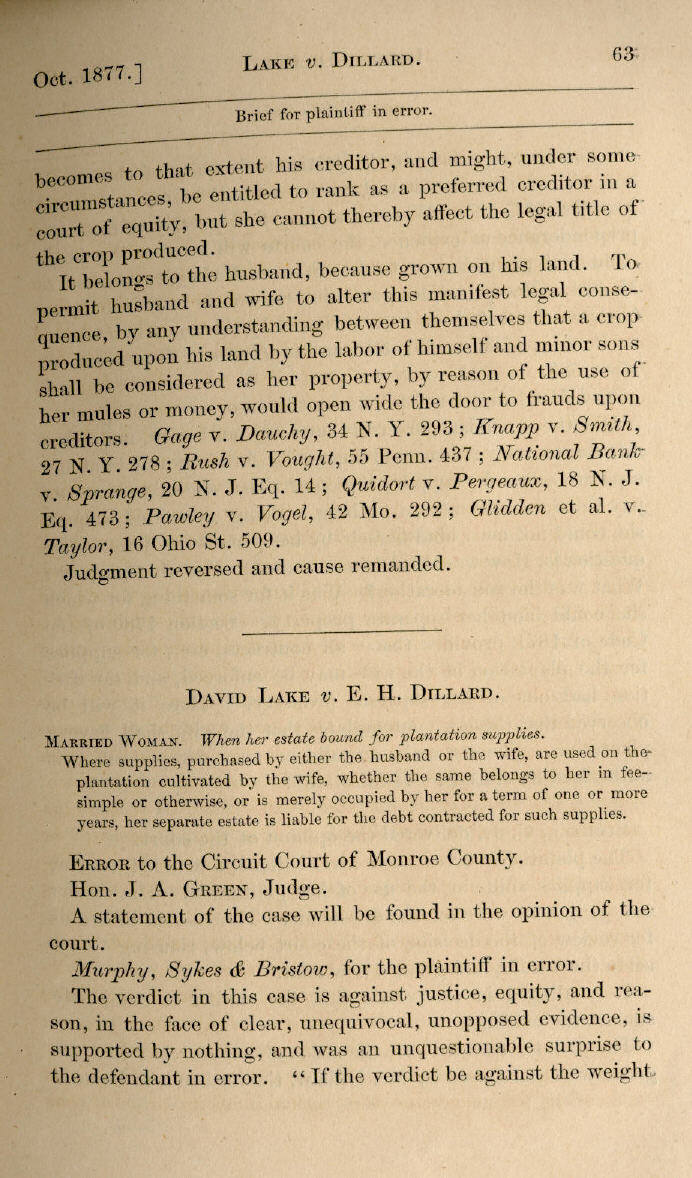 Oct. 1877.] LAKE v. DILLARD. 63
Brief for plaintiff in error.
becomes to that extent his creditor, and might, under some
circumstances, be entitled to rank as a preferred creditor in a
court of equity, but she cannot thereby affect the legal title of
the crop produced.
It belongs to the husband, because grown on his land. To
permit husband and wife to alter this manifest legal conse-
quence, by any understanding between themselves that a crop
produced upon his land by the labor of himself and minor sons
shall be considered as her property, by reason of the use of
her mules or money, would open wide the door to frauds upon
creditors. Gage v. Dauchy, 34 N. Y. 293; Knapp v. Smith,
27 N. Y. 278; Rush v. Vought, 55 Penn. 437; National Bank
v. Sprange, 20 N. J. Eq. 14; Quidort v. Pergeaux, 18 N. J.
Eq. 473; Pawley v. Vogel, 42 Mo. 292; Glidden et al. v.
Taylor, 16 Ohio St. 509.
Judgment reversed and cause remanded.
DAVID LAKE v. E. H. DILLARD.
MARRIED WOMAN. When her estate bound for plantation supplies.
Where supplies, purchased by either the husband or the wife, are used on the
plantation cultivated by the wife, whether the same belongs to her in fee-
simple or otherwise, or is merely occupied by her for a term of one or more
years, her separate estate is liable for the debt contracted for such supplies.
ERROR to the Circuit Court of Monroe County.
Hon. J. A. GREEN, Judge.
A statement of the case will be found in the opinion of the
court.
Murphy, Sykes & Bristow, for the plaintiff in error.
The verdict in this case is against justice, equity, and rea-
son, in the face of clear, unequivocal, unopposed evidence, is
supported by nothing, and was an unquestionable surprise to
the defendant in error. "If the verdict be against the weight